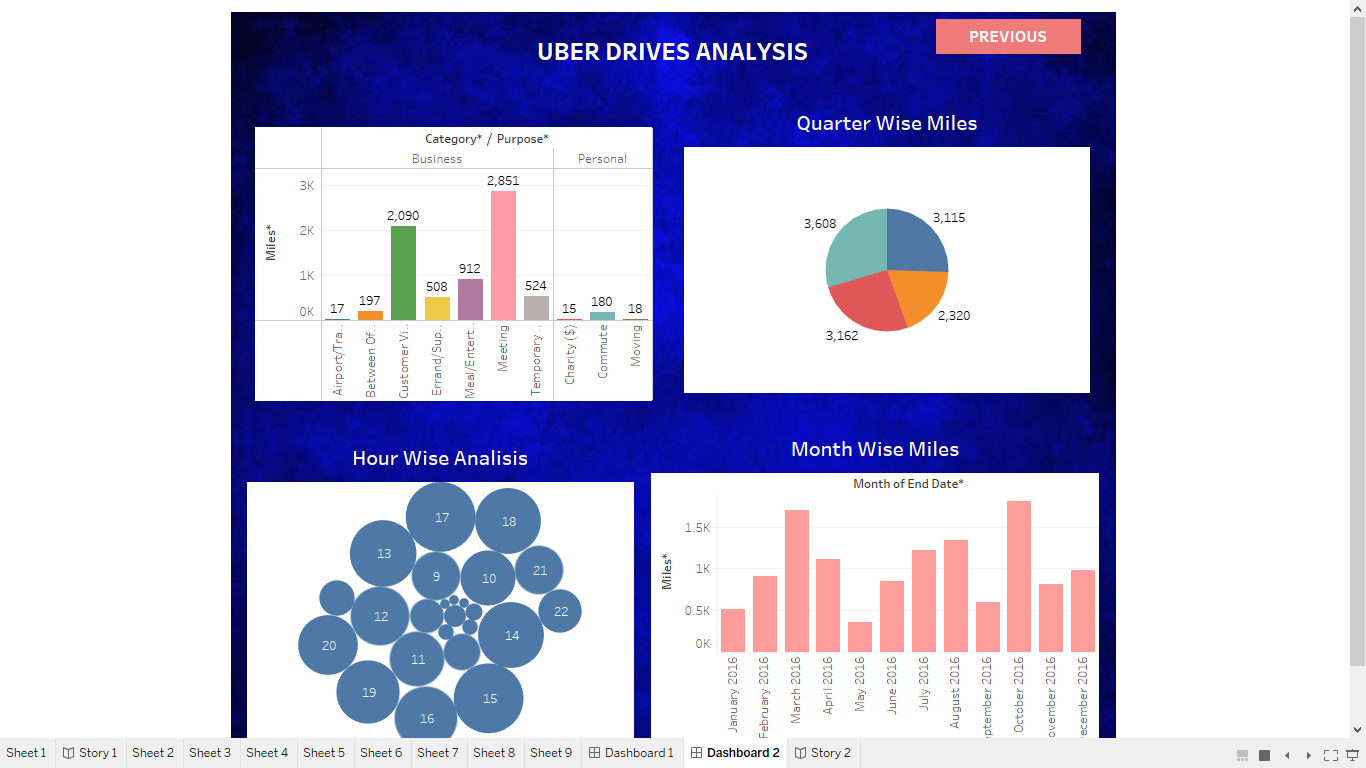 PREVIOUS
UBER DRIVES ANALYSIS
Category* / Purpose*
Business
Personal
Miles*
3K
2K
1K
0K
17
197
2,090
508
912
2,851
524
15
180
18
Airport/Tra..
Between Of..
Customer Vi..
Errand/Sup..
Meal/Entert..
Meeting
Temporary ..
Charity ($)
Commute
Moving
Quarter Wise Miles
3,608
3,115
2,320
3,162
Hour Wise Analisis
17
18
13
9
10
21
12
22
14
20
11
19
15
16
Month Wise Miles
Month of End Date*
Miles*
1.5K
1K
0.5K
0K
January 2016
February 2016
March 2016
April 2016
May 2016
June 2016
July 2016
August 2016
eptember 2016
October 2016
ovember 2016
ecember 2016
Sheet 1
Story 1
Sheet 2
Sheet 3
Sheet 4
Sheet 5
Sheet 6
Sheet 7
Sheet 8
Sheet 9
Dashboard 1
Dashboard 2
Story 2